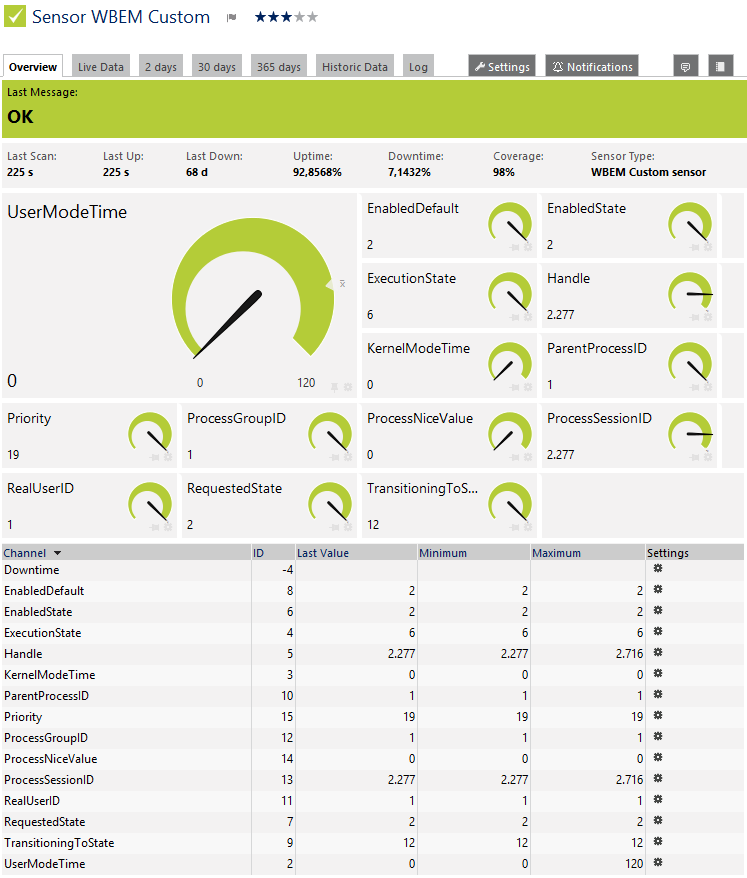 Sensor WBEM Custom
Overview Live Data 2 days 30 days 365 days Historic Data Log Settings Notifications
Last Message:
OK
Last Scan: Last Up: Last Down: Uptime: Downtime: Coverage: Sensor Type:
225 s 225 s 68 d 92,8568% 7,1432% 98% WBEM Custom sensor
UserModeTime
0
0 120
EnabledDefault
2
EnabledState
2
ExecutionState
6
Handle
2.277
KernelModeTime
0
ParentProcessID
1
Priority
19
ProcessGroupID
1
ProcessNiceValue
0
ProcessSessionID
2.277
RealUserID
1
RequestedState
2
TransitioningToS...
12
Channel ID Last Value Minimum Maximum Settings
Downtime -4
EnabledDefault 8 2 2 2
EnabledState 6 2 2 2
ExecutionState 4 6 6 6
Handle 5 2.277 2.277 2.716
KernelModeTime 3 0 0 0
ParentProcessID 10 1 1 1
Priority 15 19 19 19
ProcessGroupID 12 1 1 1
ProcessNiceValue 14 0 0 0
ProcessSessionID 13 2.277 2.277 2.716
RealUserID 11 1 1 1
RequestedState 7 2 2 2
TransitioningToState 9 12 12 12
UserModeTime 2 0 0 120